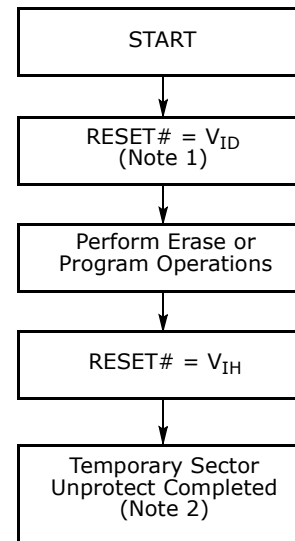 START
RESET# = VID
(Note 1)
Perform Erase or
Program Operations
RESET# = VIH
Temporary Sector
Unprotect Completed
(Note 2)